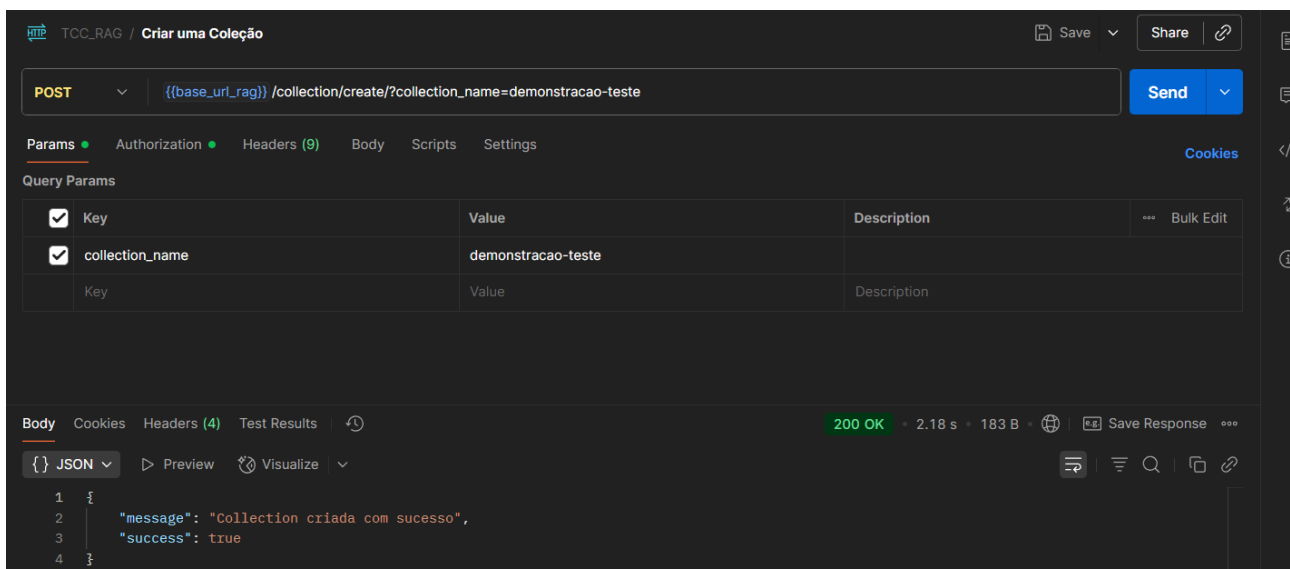 HTTP TCC_RAG / Criar uma Coleção Save Share
POST {{base_url_rag}} /collection/create/?collection_name=demonstracao-teste Send
Params Authorization Headers (9) Body Scripts Settings Cookies
Query Params
Key Value Description Bulk Edit
collection_name demonstracao-teste
Key Value Description
Body Cookies Headers (4) Test Results 200 OK 2.18 s 183 B e.g. Save Response
{} JSON Preview Visualize
1 {
2 "message": "Collection criada com sucesso",
3 "success": true
4 }